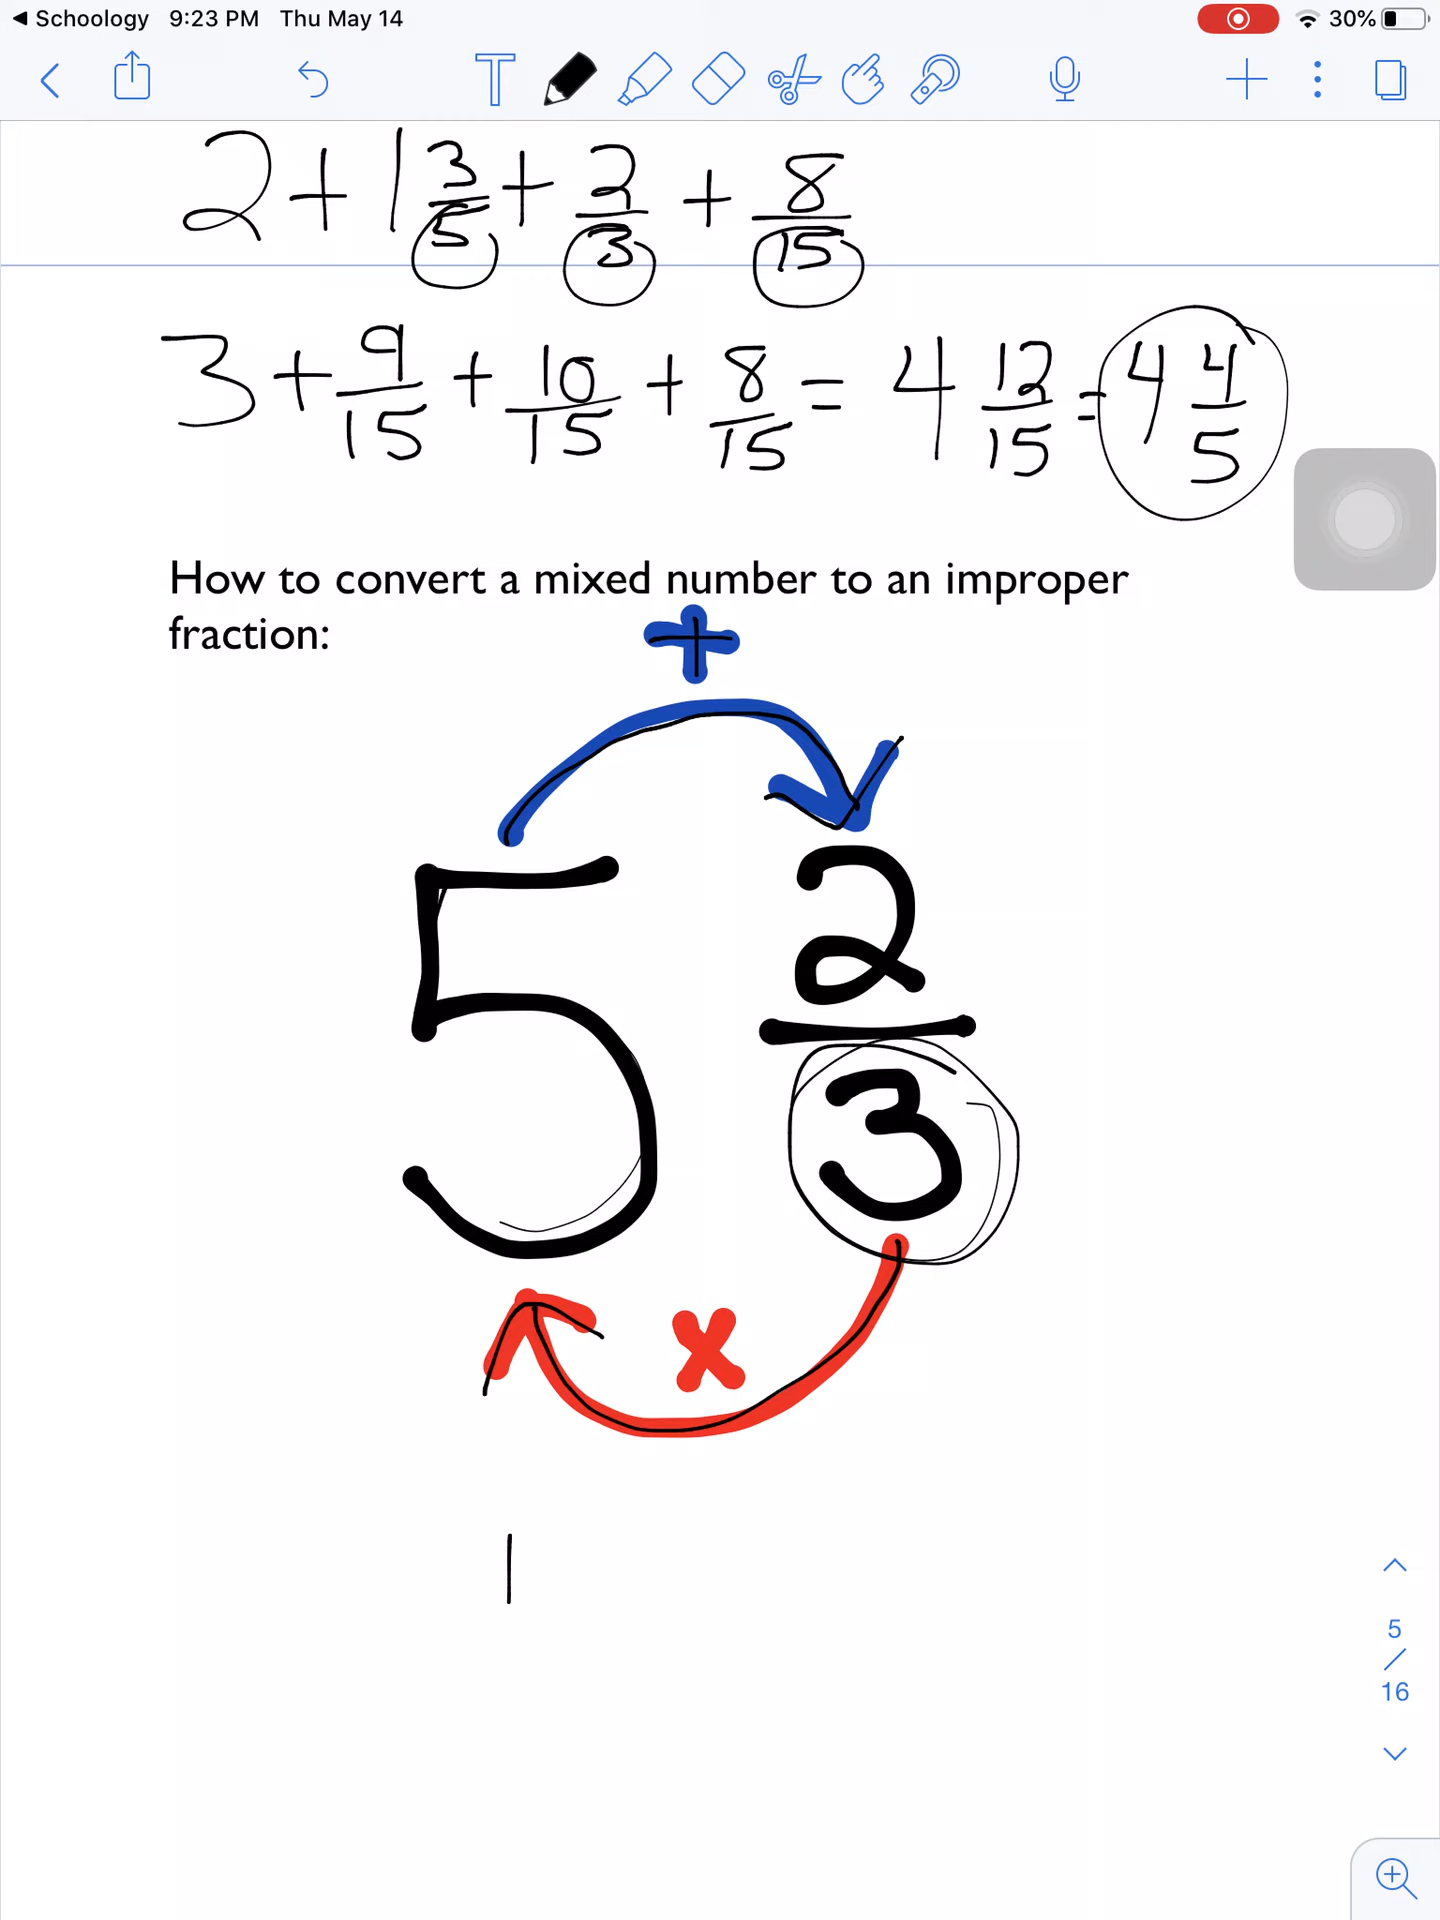 Schoology 9:23 PM Thu May 14 30%
T
2 + 1 3/5 + 2/3 + 8/15
3 + 9/15 + 10/15 + 8/15 = 4 12/15 = 4 4/5
How to convert a mixed number to an improper
fraction:
+
5 2/3
x
1
5
/
16